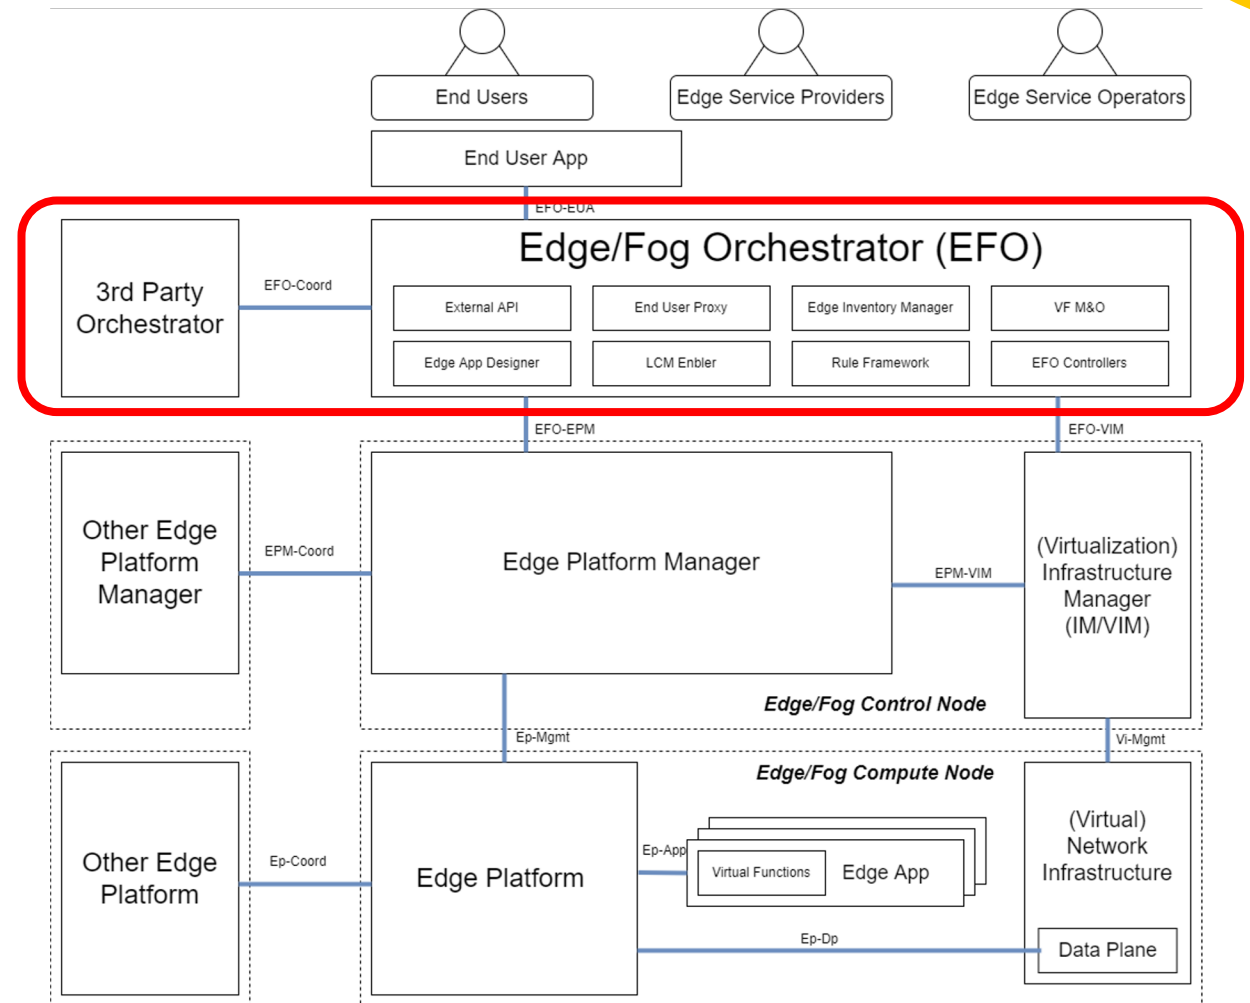 End Users
Edge Service Providers
Edge Service Operators
End User App
EFO-EUA
3rd Party
Orchestrator
EFO-Coord
Edge/Fog Orchestrator (EFO)
External API
End User Proxy
Edge Inventory Manager
VF M&O
Edge App Designer
LCM Enbler
Rule Framework
EFO Controllers
EFO-EPM
EFO-VIM
Other Edge
Platform
Manager
EPM-Coord
Edge Platform Manager
EPM-VIM
(Virtualization)
Infrastructure
Manager
(IM/VIM)
Edge/Fog Control Node
Ep-Mgmt
Vi-Mgmt
Edge/Fog Compute Node
Other Edge
Platform
Ep-Coord
Edge Platform
Ep-App
Virtual Functions
Edge App
(Virtual)
Network
Infrastructure
Ep-Dp
Data Plane